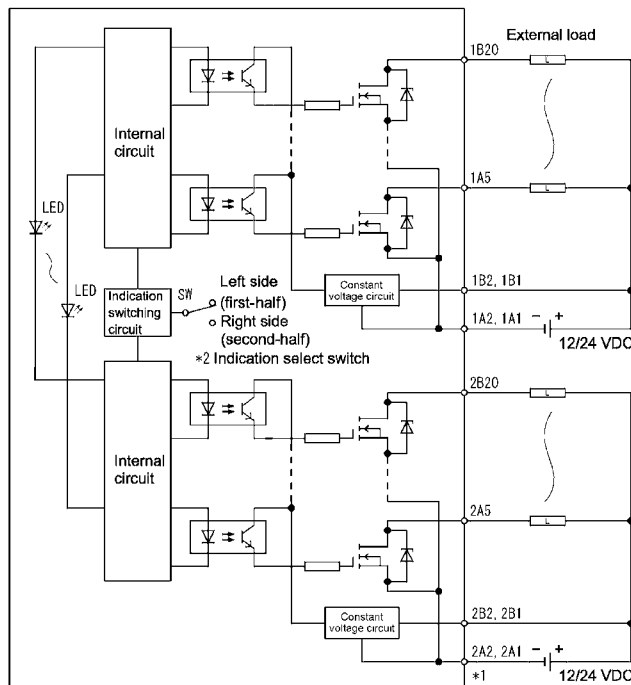 External load
1B20
L
Internal
circuit
1A5
L
LED
LED
Indication
switching
circuit
SW
Left side
(first-half)
Right side
(second-half)
*2 Indication select switch
Constant
voltage circuit
1B2, 1B1
1A2, 1A1
− +
12/24 VDC
2B20
L
Internal
circuit
2A5
L
Constant
voltage circuit
2B2, 2B1
2A2, 2A1
− +
*1
12/24 VDC